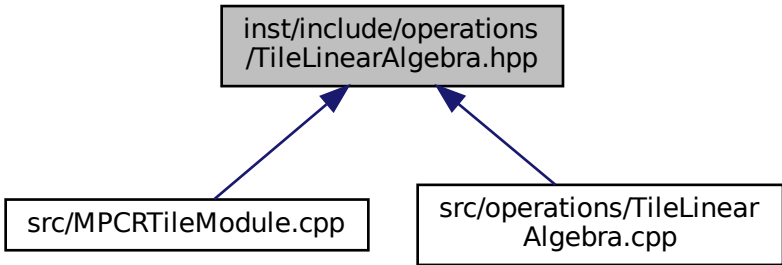 inst/include/operations
/TileLinearAlgebra.hpp
src/MPCRTileModule.cpp
src/operations/TileLinear
Algebra.cpp